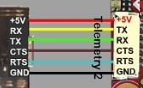 +5V +5V
RX TX
TX RX
CTS CTS
RTS RTS
GND GND
Telemetry 2